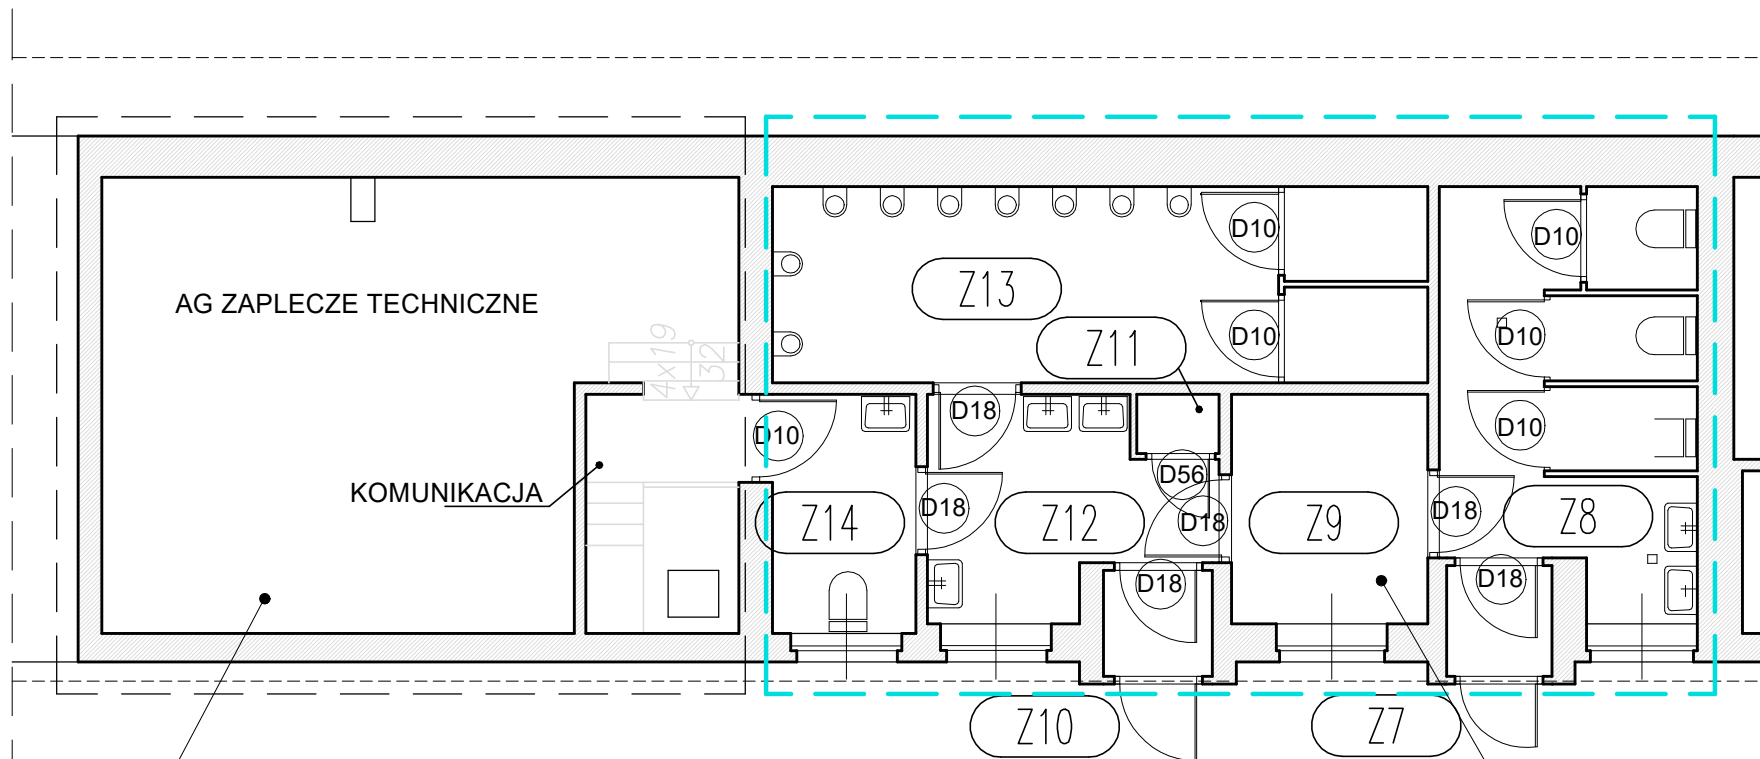 D10
D10
Z13
AG ZAPLECZE TECHNICZNE
4x19
32
Z11
D10
D10
D18
D10
D10
D56
KOMUNIKACJA
D18
Z14
Z12
D18
Z9
D18
Z8
D18
D18
Z10
Z7